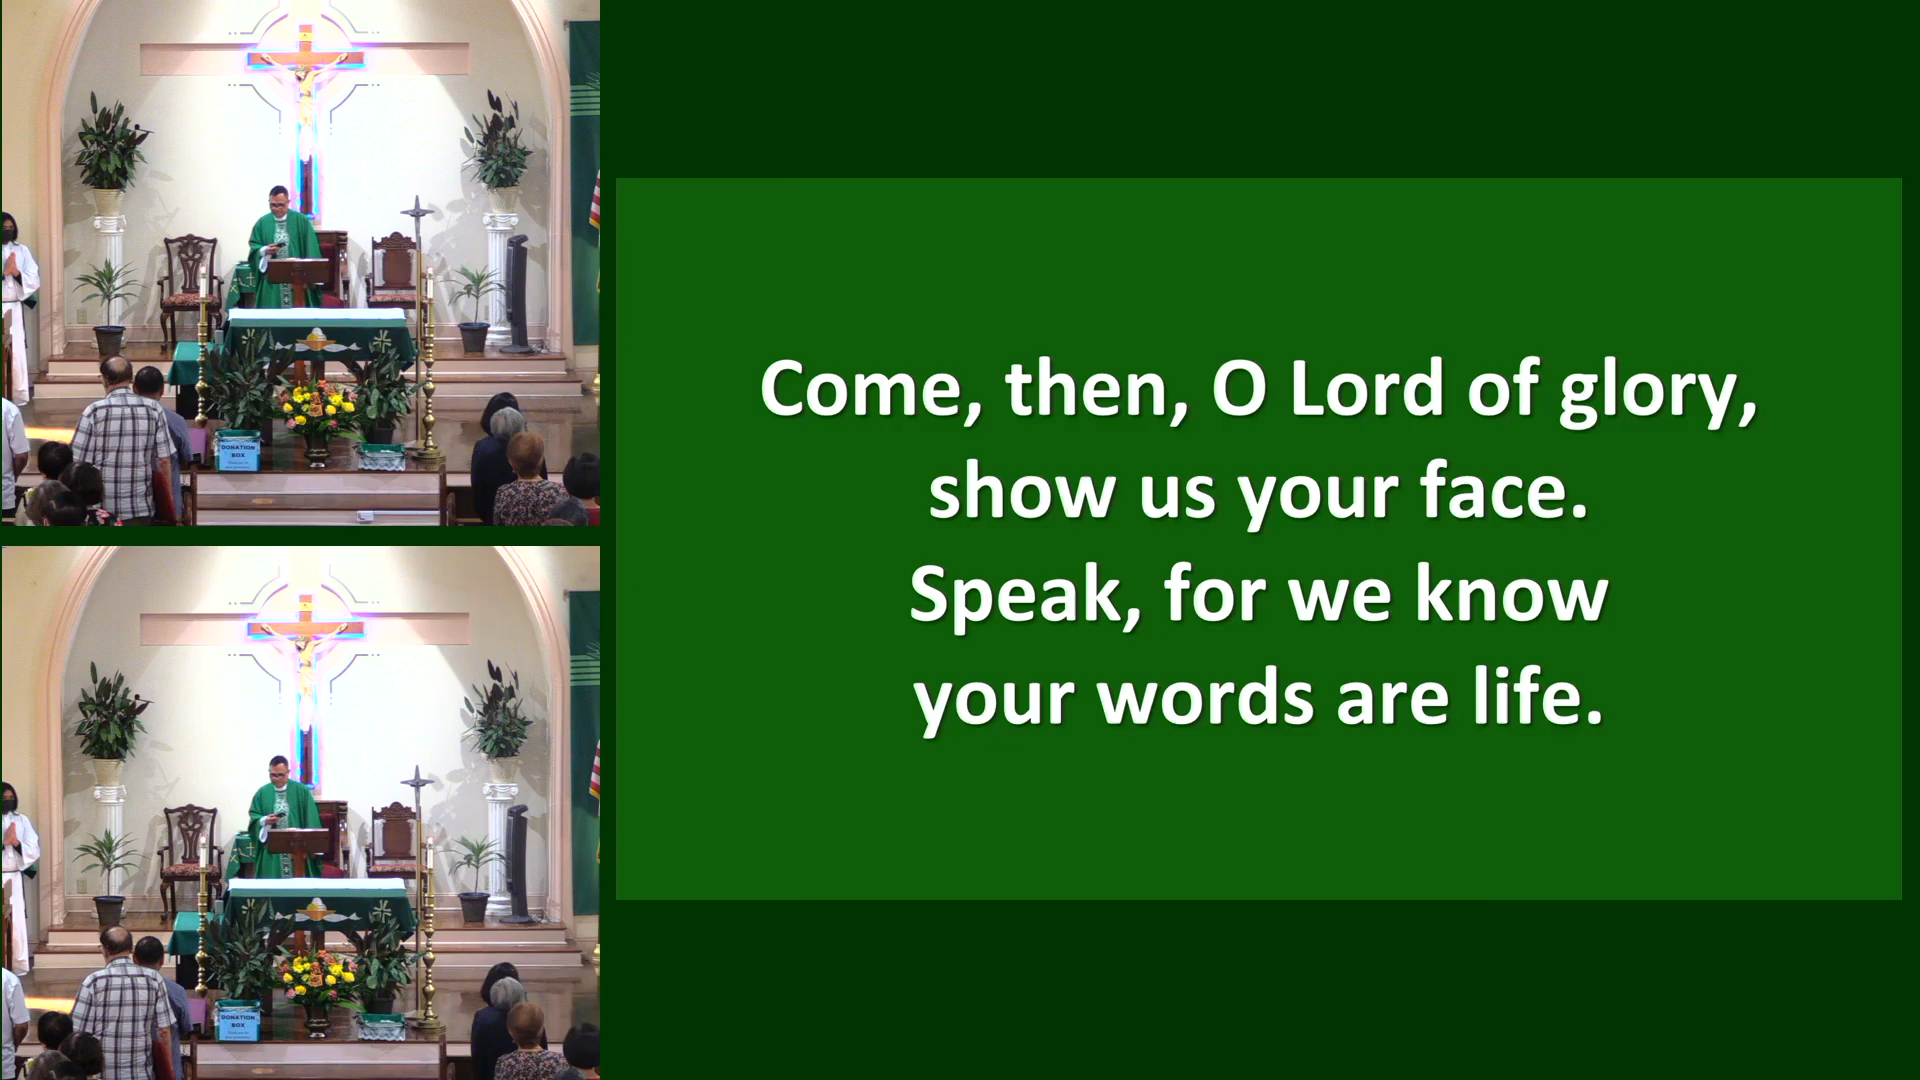 Come, then, O Lord of glory,
show us your face.
Speak, for we know
your words are life.
DONATION
BOX
DONATION
BOX